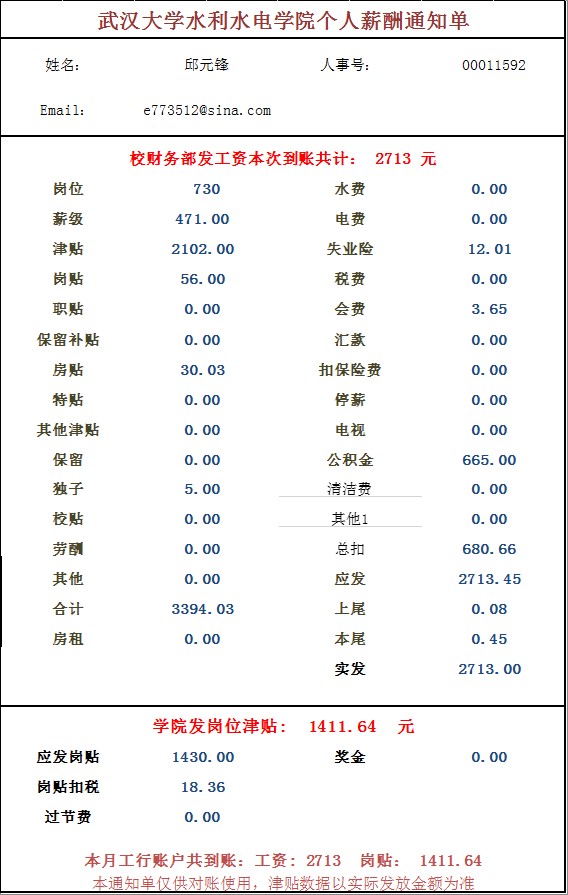 武汉大学水利水电学院个人薪酬通知单
姓名: 邱元锋 人事号: 00011592
Email: e773512@sina.com
校财务部发工资本次到账共计: 2713 元
岗位 730 水费 0.00
薪级 471.00 电费 0.00
津贴 2102.00 失业险 12.01
岗贴 56.00 税费 0.00
职贴 0.00 会费 3.65
保留补贴 0.00 汇款 0.00
房贴 30.03 扣保险费 0.00
特贴 0.00 停薪 0.00
其他津贴 0.00 电视 0.00
保留 0.00 公积金 665.00
独子 5.00 清洁费 0.00
校贴 0.00 其他1 0.00
劳酬 0.00 总扣 680.66
其他 0.00 应发 2713.45
合计 3394.03 上尾 0.08
房租 0.00 本尾 0.45
实发 2713.00
学院发岗位津贴: 1411.64 元
应发岗贴 1430.00 奖金 0.00
岗贴扣税 18.36
过节费 0.00
本月工行账户共到账: 工资: 2713 岗贴: 1411.64
本通知单仅供对账使用，津贴数据以实际发放金额为准